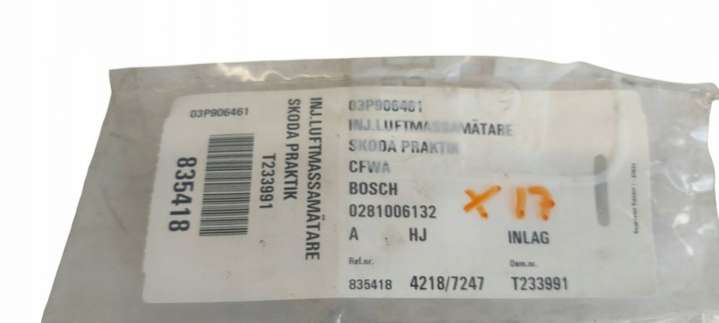 03P906461
835418
T233991
SKODA PRAKTIK
INJ.LUFTMASSAMÄTARE
03P906461
INJ.LUFTMASSAMÄTARE
SKODA PRAKTIK
CFWA
BOSCH
0281006132
X 17
A HJ INLAG
Ref.nr. Dem.nr.
835418 4218/7247 T233991